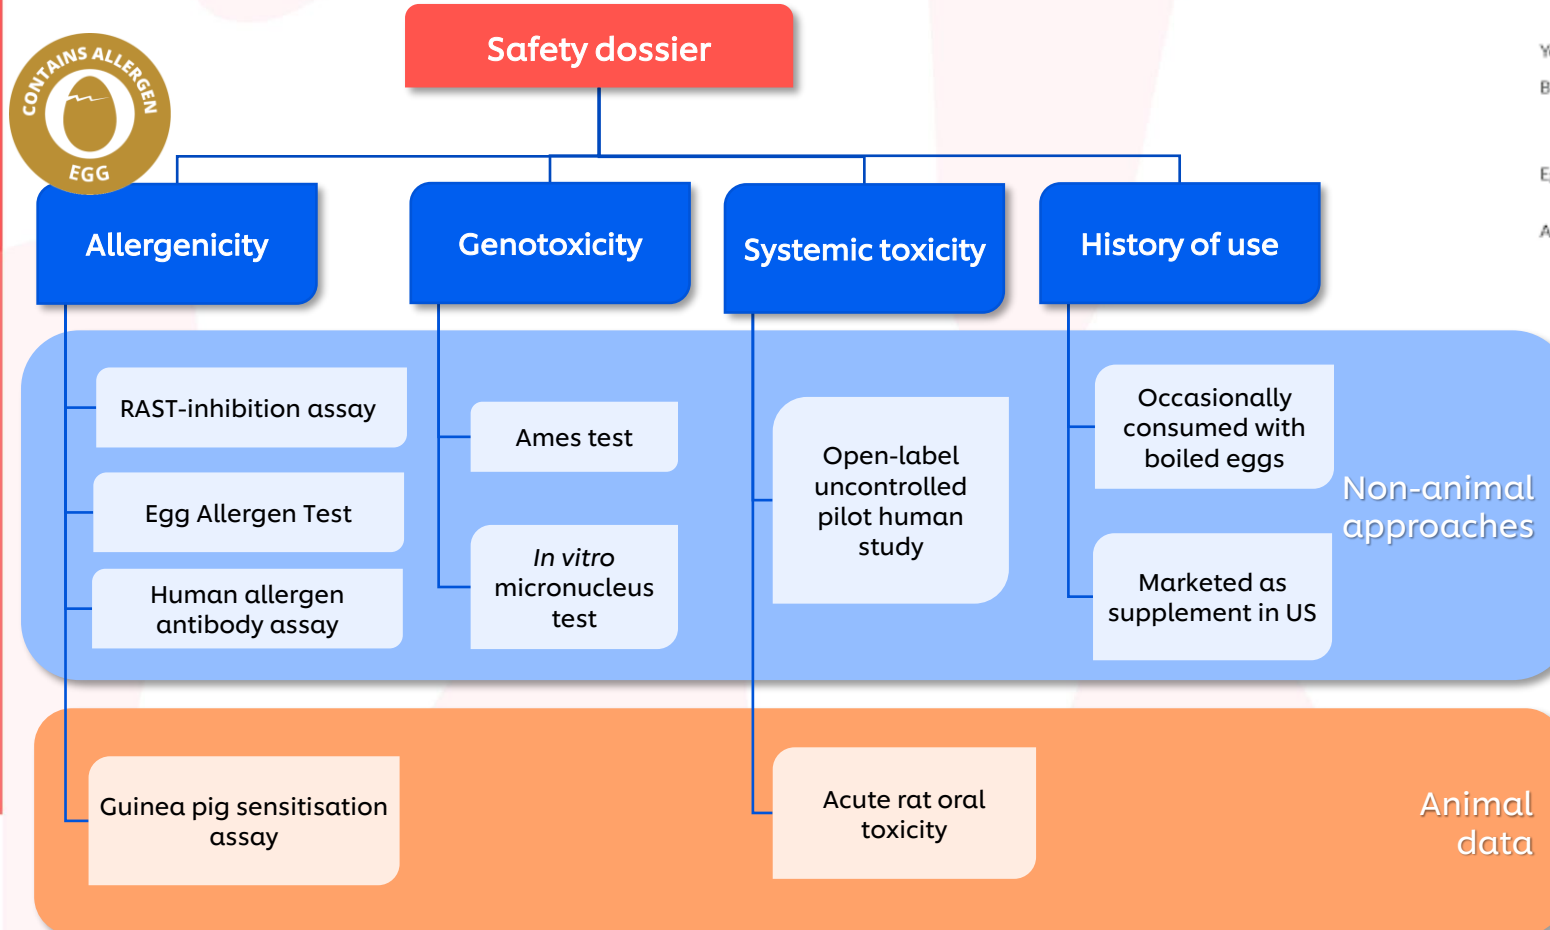 Safety dossier
CONTAINS ALLERGEN
EGG
Allergenicity
Genotoxicity
Systemic toxicity
History of use
RAST-inhibition assay
Egg Allergen Test
Human allergen
antibody assay
Ames test
In vitro
micronucleus
test
Open-label
uncontrolled
pilot human
study
Occasionally
consumed with
boiled eggs
Marketed as
supplement in US
Non-animal
approaches
Guinea pig sensitisation
assay
Acute rat oral
toxicity
Animal
data